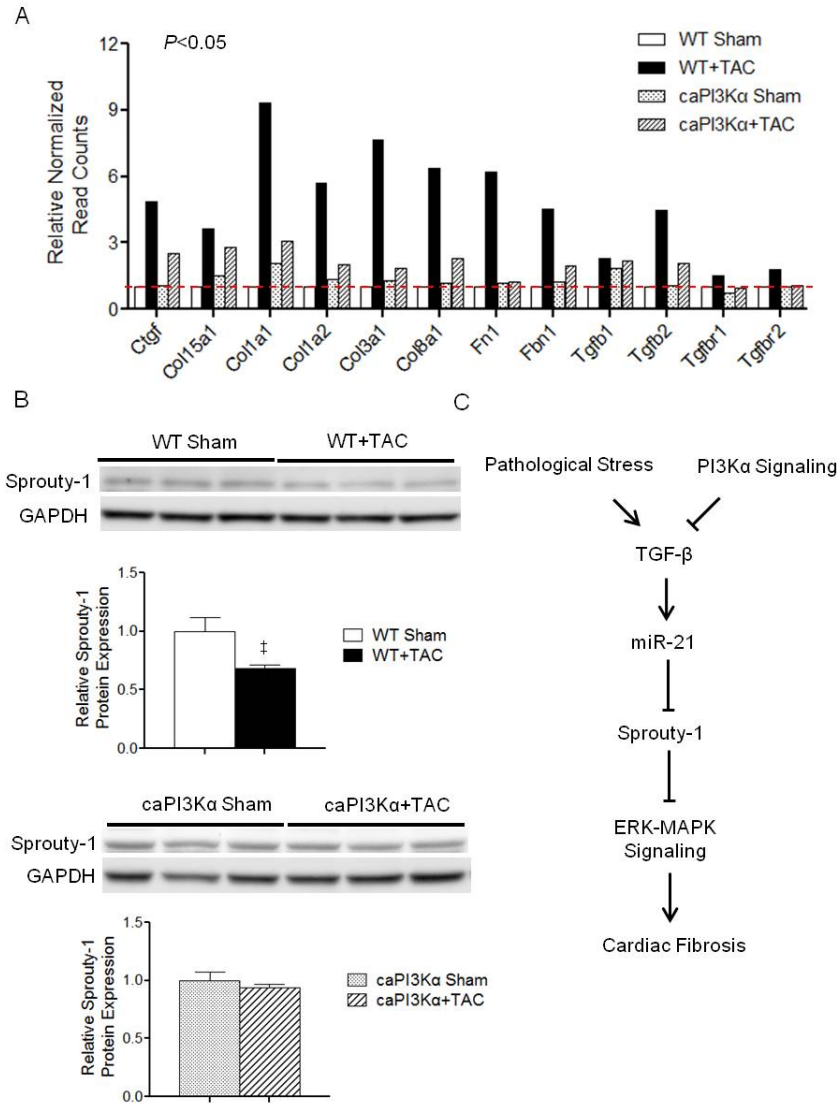 A
P<0.05
WT Sham
WT+TAC
caPI3Kα Sham
caPI3Kα+TAC
Relative Normalized
Read Counts
12
9
6
3
0
Ctgf
Col15a1
Col1a1
Col1a2
Col3a1
Col8a1
Fn1
Fbn1
Tgfb1
Tgfb2
Tgfbr1
Tgfbr2
B
WT Sham
WT+TAC
Sprouty-1
GAPDH
Relative Sprouty-1
Protein Expression
1.5
1.0
0.5
0.0
‡
WT Sham
WT+TAC
caPI3Kα Sham
caPI3Kα+TAC
Sprouty-1
GAPDH
Relative Sprouty-1
Protein Expression
1.5
1.0
0.5
0.0
caPI3Kα Sham
caPI3Kα+TAC
C
Pathological Stress
PI3Kα Signaling
TGF-β
miR-21
Sprouty-1
ERK-MAPK
Signaling
Cardiac Fibrosis